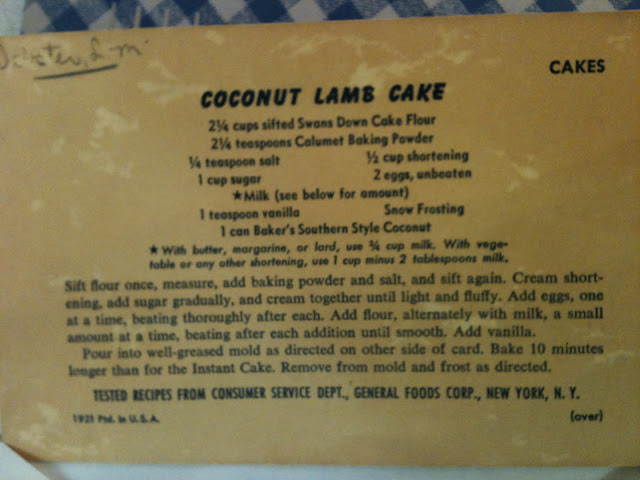 CAKES
COCONUT LAMB CAKE
2¼ cups sifted Swans Down Cake Flour
2¼ teaspoons Calumet Baking Powder
¼ teaspoon salt ½ cup shortening
1 cup sugar 2 eggs, unbeaten
★Milk (see below for amount)
1 teaspoon vanilla Snow Frosting
1 can Baker's Southern Style Coconut
★With butter, margarine, or lard, use ¾ cup milk. With vege-
table or any other shortening, use 1 cup minus 2 tablespoons milk.
Sift flour once, measure, add baking powder and salt, and sift again. Cream short-
ening, add sugar gradually, and cream together until light and fluffy. Add eggs, one
at a time, beating thoroughly after each. Add flour, alternately with milk, a small
amount at a time, beating after each addition until smooth. Add vanilla.
Pour into well-greased mold as directed on other side of card. Bake 10 minutes
longer than for the Instant Cake. Remove from mold and frost as directed.
TESTED RECIPES FROM CONSUMER SERVICE DEPT., GENERAL FOODS CORP., NEW YORK, N. Y.
Ptd. in U. S. A. (over)